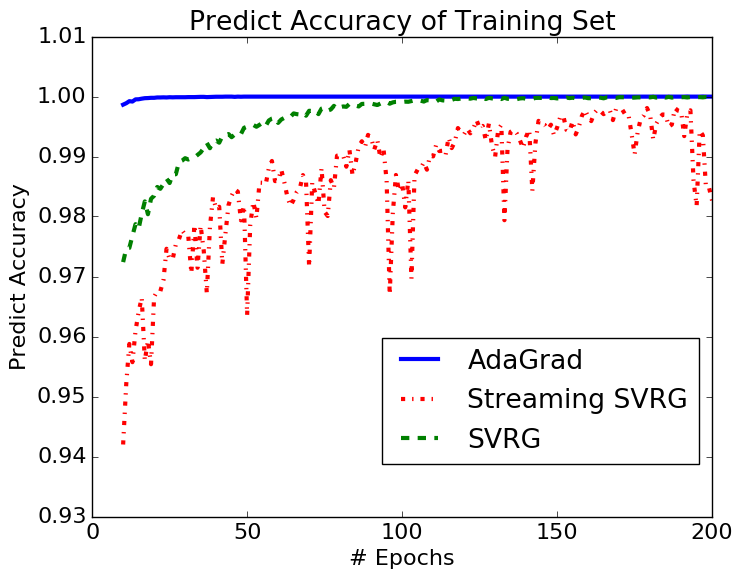 Predict Accuracy of Training Set
1.01
1.00
0.99
0.98
0.97
0.96
0.95
0.94
0.93
Predict Accuracy
AdaGrad
Streaming SVRG
SVRG
0
50
100
150
200
# Epochs